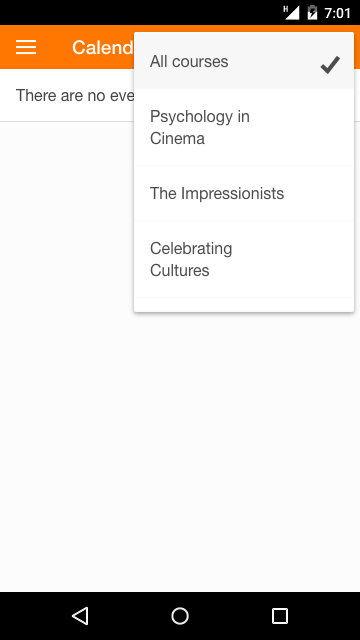 H 7:01
Calend
All courses
There are no eve
Psychology in
Cinema
The Impressionists
Celebrating
Cultures